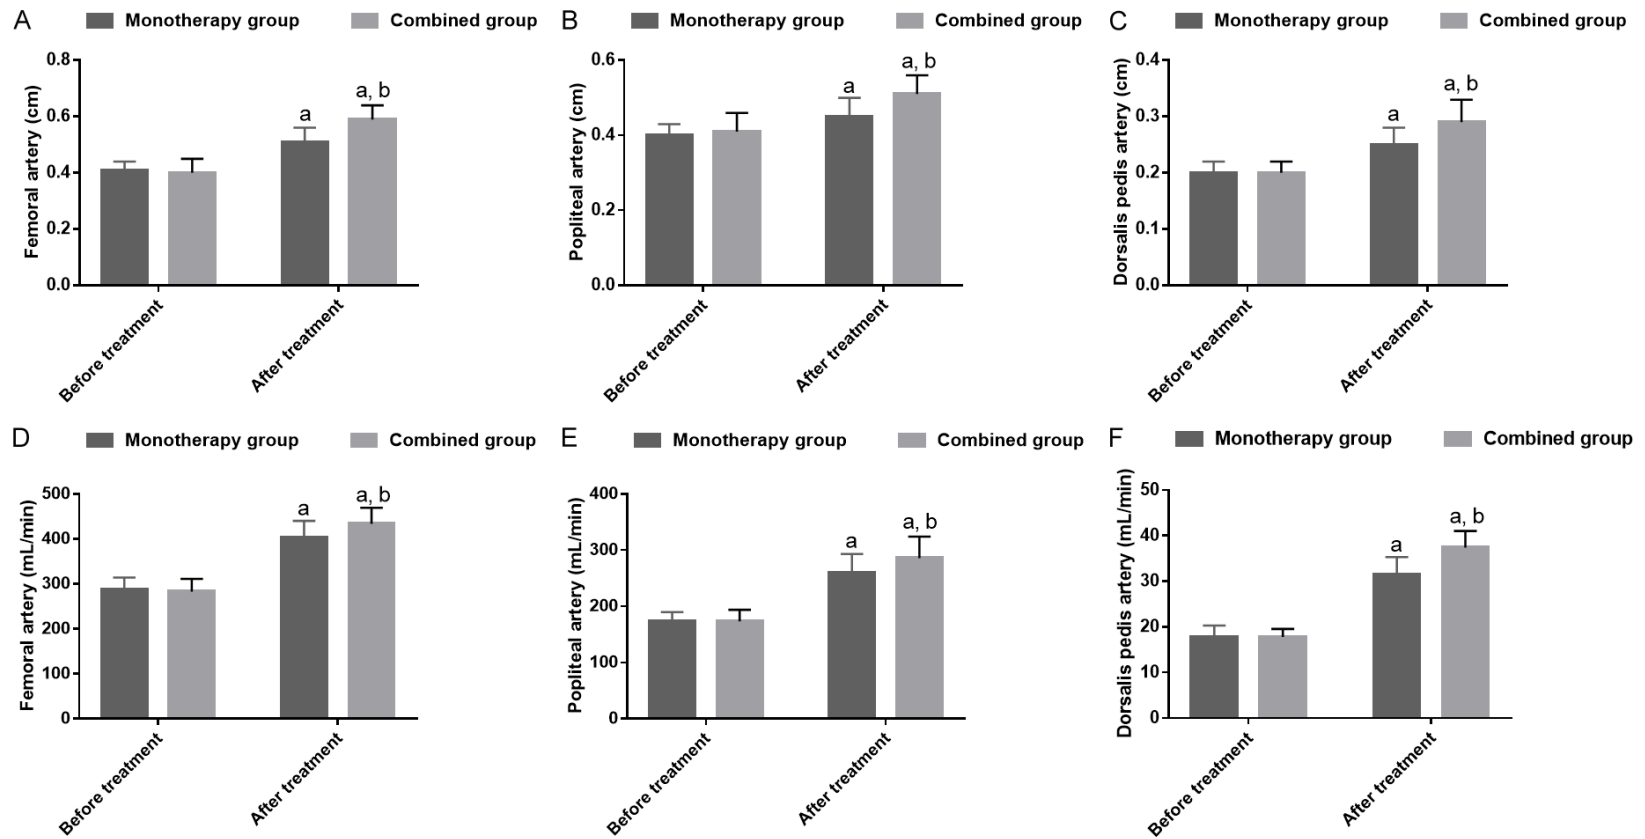 A
Monotherapy group
Combined group
Femoral artery (cm)
0.8
0.6
0.4
0.2
0.0
a
a, b
Before treatment
After treatment
B
Monotherapy group
Combined group
Popliteal artery (cm)
0.6
0.4
0.2
0.0
a
a, b
Before treatment
After treatment
C
Monotherapy group
Combined group
Dorsalis pedis artery (cm)
0.4
0.3
0.2
0.1
0.0
a
a, b
Before treatment
After treatment
D
Monotherapy group
Combined group
Femoral artery (mL/min)
500
400
300
200
100
0
a
a, b
Before treatment
After treatment
E
Monotherapy group
Combined group
Popliteal artery (mL/min)
400
300
200
100
0
a
a, b
Before treatment
After treatment
F
Monotherapy group
Combined group
Dorsalis pedis artery (mL/min)
50
40
30
20
10
0
a
a, b
Before treatment
After treatment